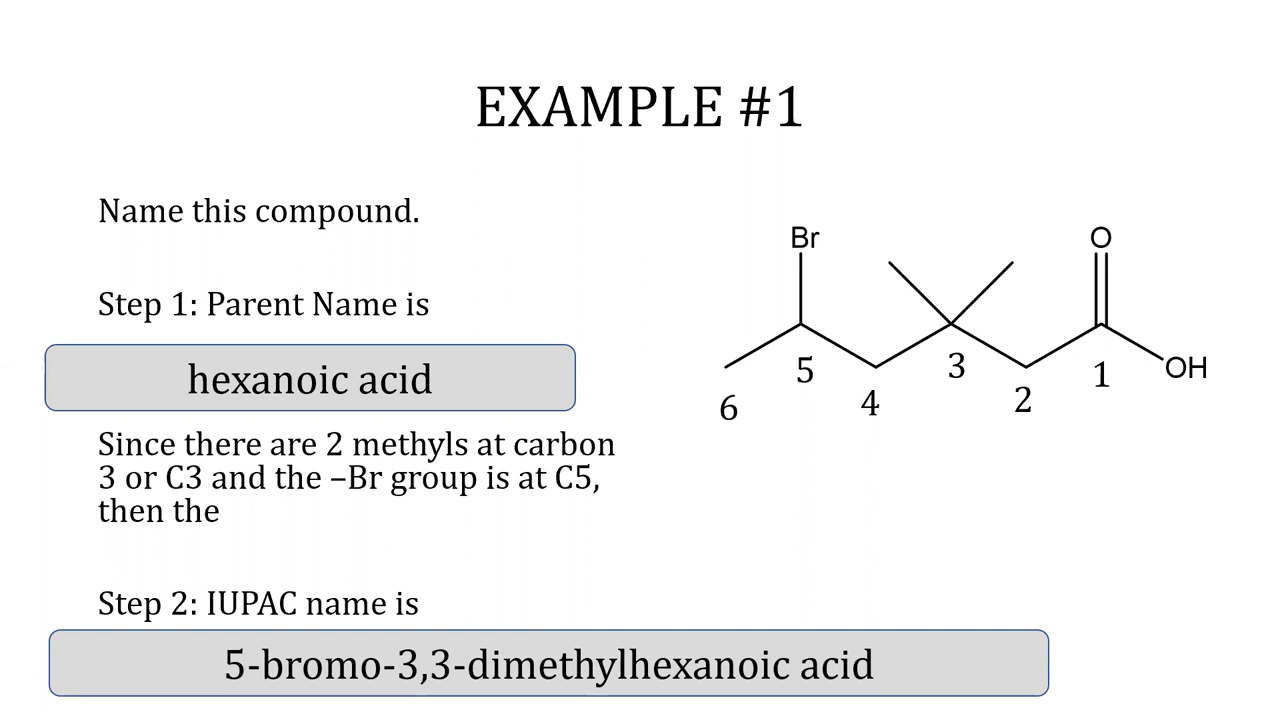 EXAMPLE #1
Name this compound.
Step 1: Parent Name is
hexanoic acid
Since there are 2 methyls at carbon
3 or C3 and the –Br group is at C5,
then the
Step 2: IUPAC name is
5-bromo-3,3-dimethylhexanoic acid
Br
O
OH
6
5
4
3
2
1